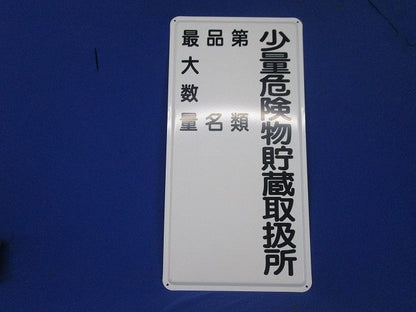 少量危険物貯蔵取扱所
第類
品名
最大数量